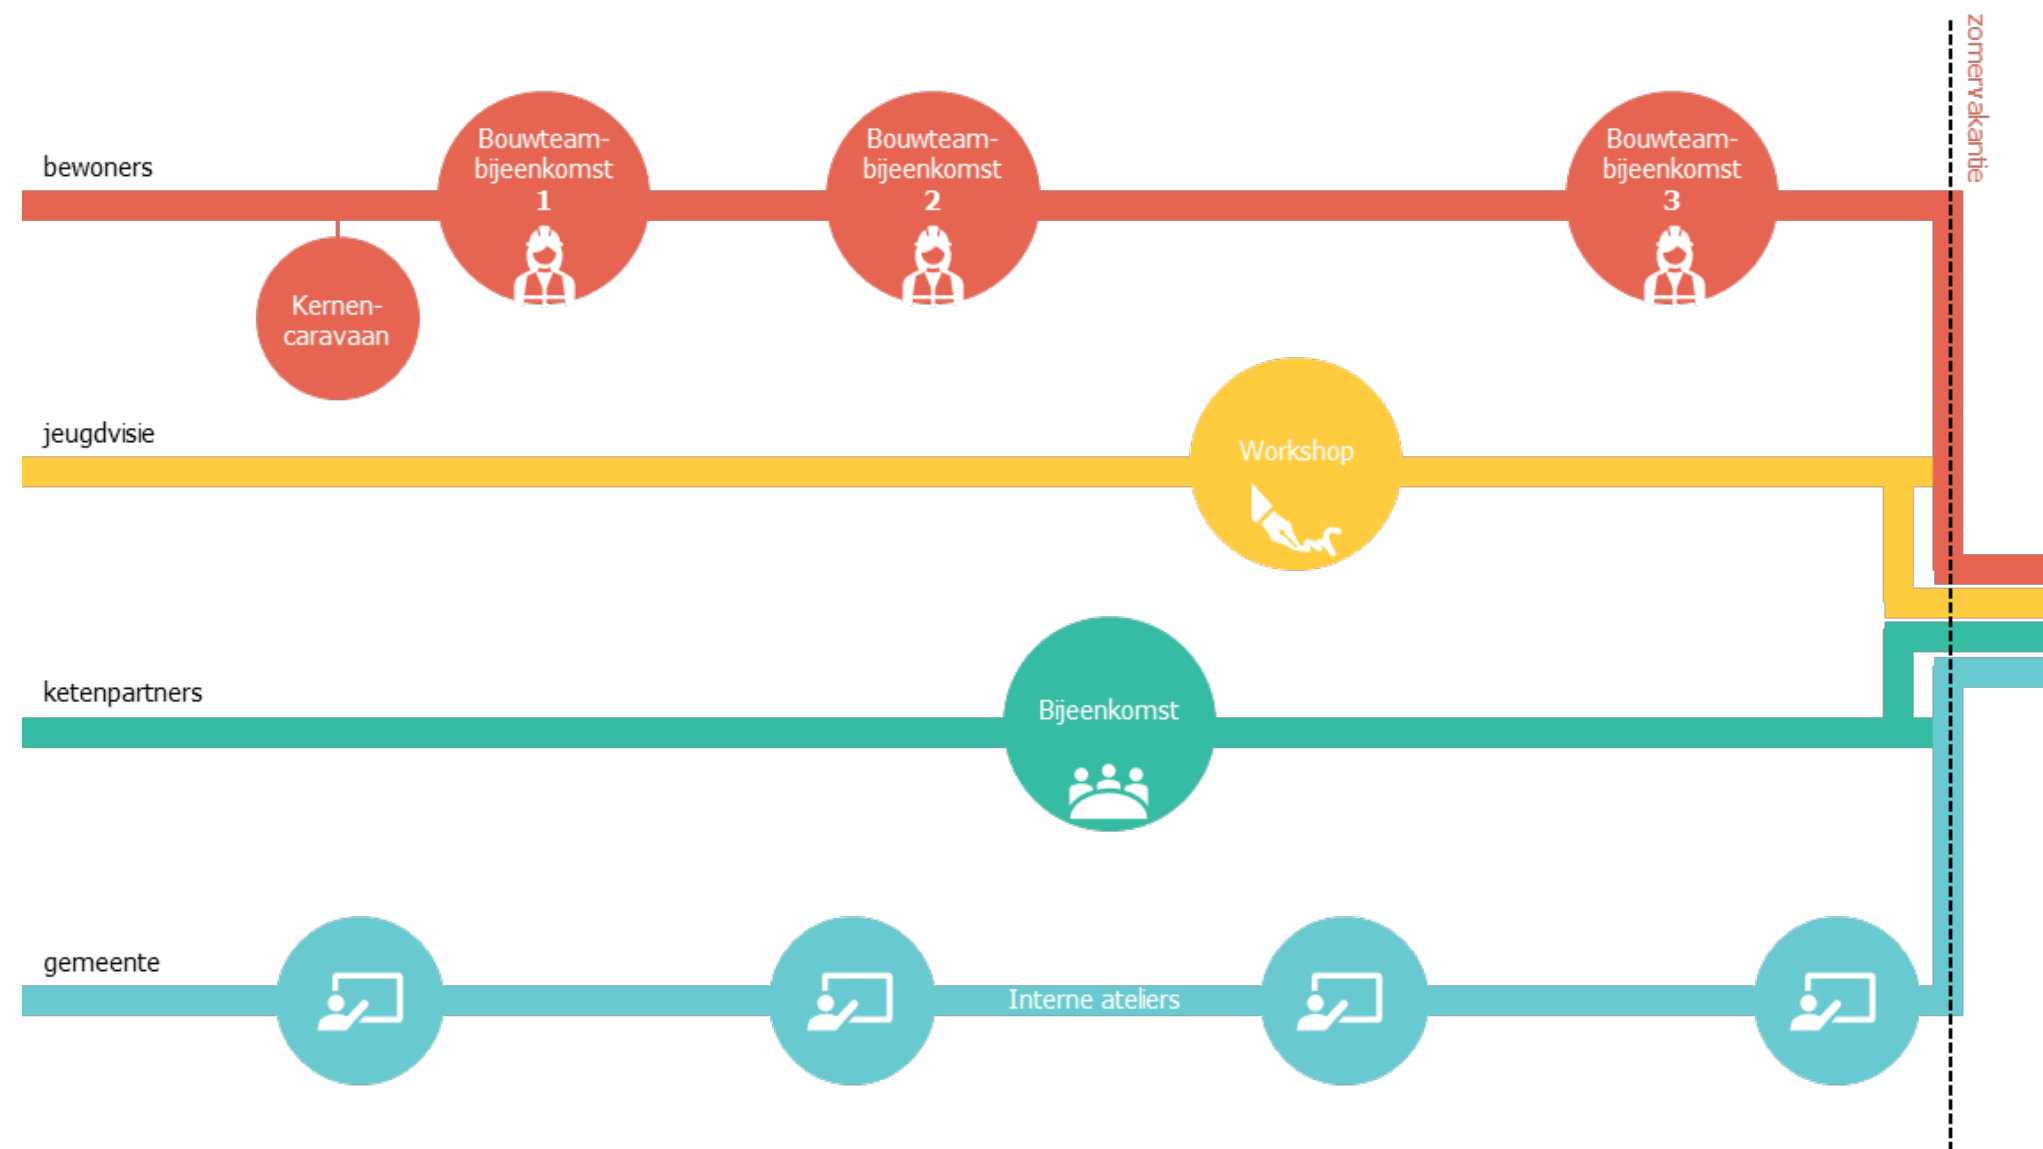 zomervakantie
bewoners
Bouwteam-
bijeenkomst
1
Bouwteam-
bijeenkomst
2
Bouwteam-
bijeenkomst
3
Kernen-
caravaan
jeugdvisie
Workshop
ketenpartners
Bijeenkomst
gemeente
Interne ateliers